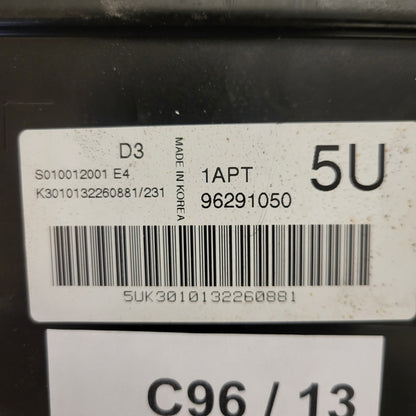 D3
S010012001 E4
K3010132260881/231
MADE IN KOREA
1APT
96291050
5U
5UK3010132260881
C96 / 13